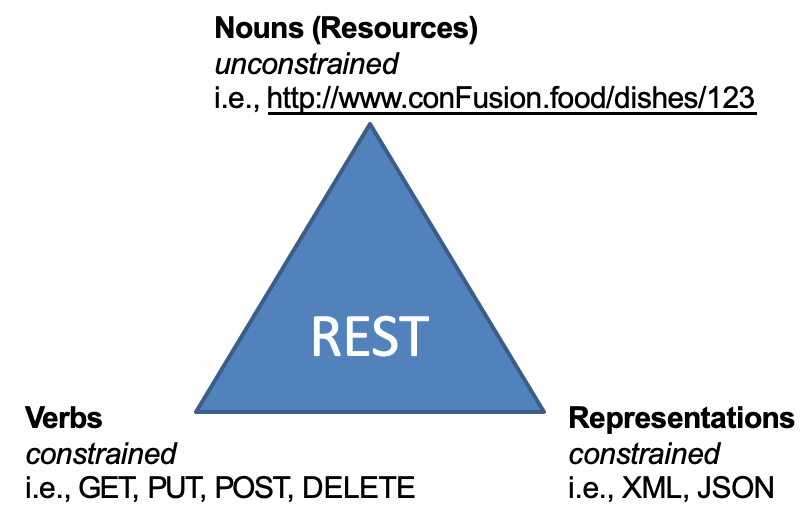 Nouns (Resources)
unconstrained
i.e., http://www.conFusion.food/dishes/123
REST
Verbs
constrained
i.e., GET, PUT, POST, DELETE
Representations
constrained
i.e., XML, JSON